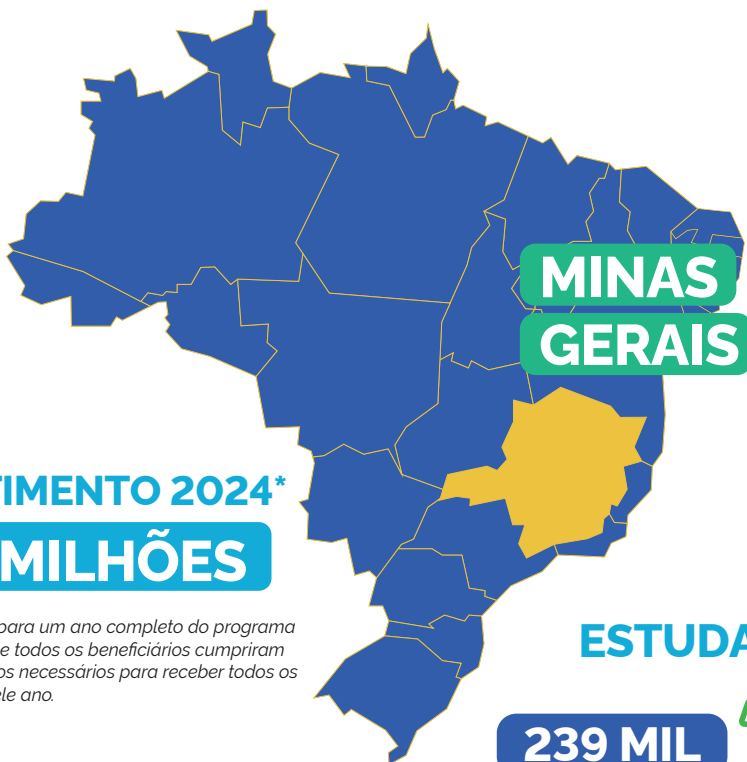 MINAS
GERAIS
TIMENTO 2024*
MILHÕES
para um ano completo do programa
e todos os beneficiários cumpriram
os necessários para receber todos os
ele ano.
ESTUDA
239 MIL